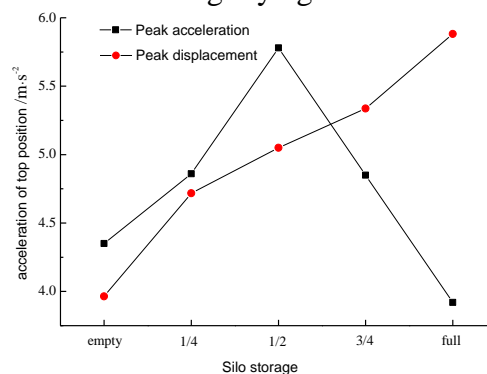 6.0
5.5
5.0
4.5
4.0
acceleration of top position /m·s⁻²
Peak acceleration
Peak displacement
empty 1/4 1/2 3/4 full
Silo storage